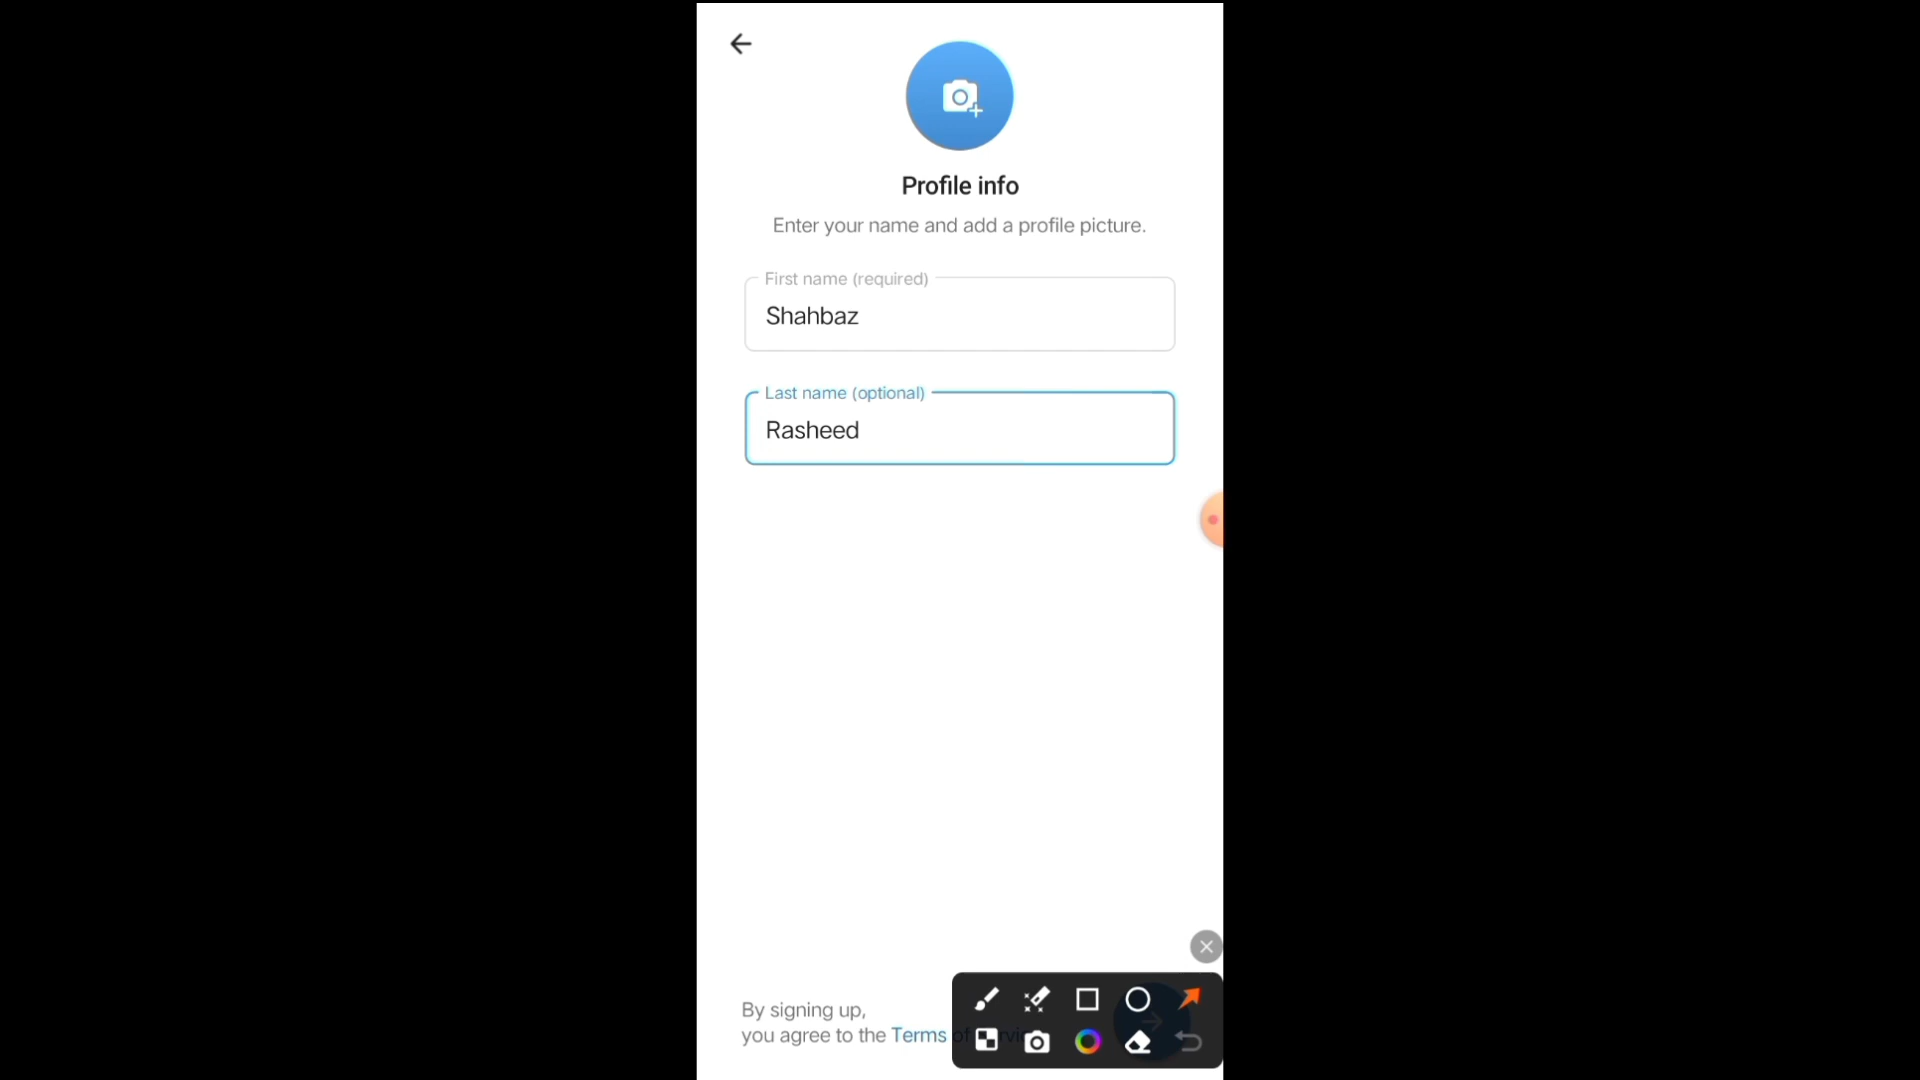 Profile info
Enter your name and add a profile picture.
First name (required)
Shahbaz
Last name (optional)
Rasheed
By signing up,
you agree to the Terms of